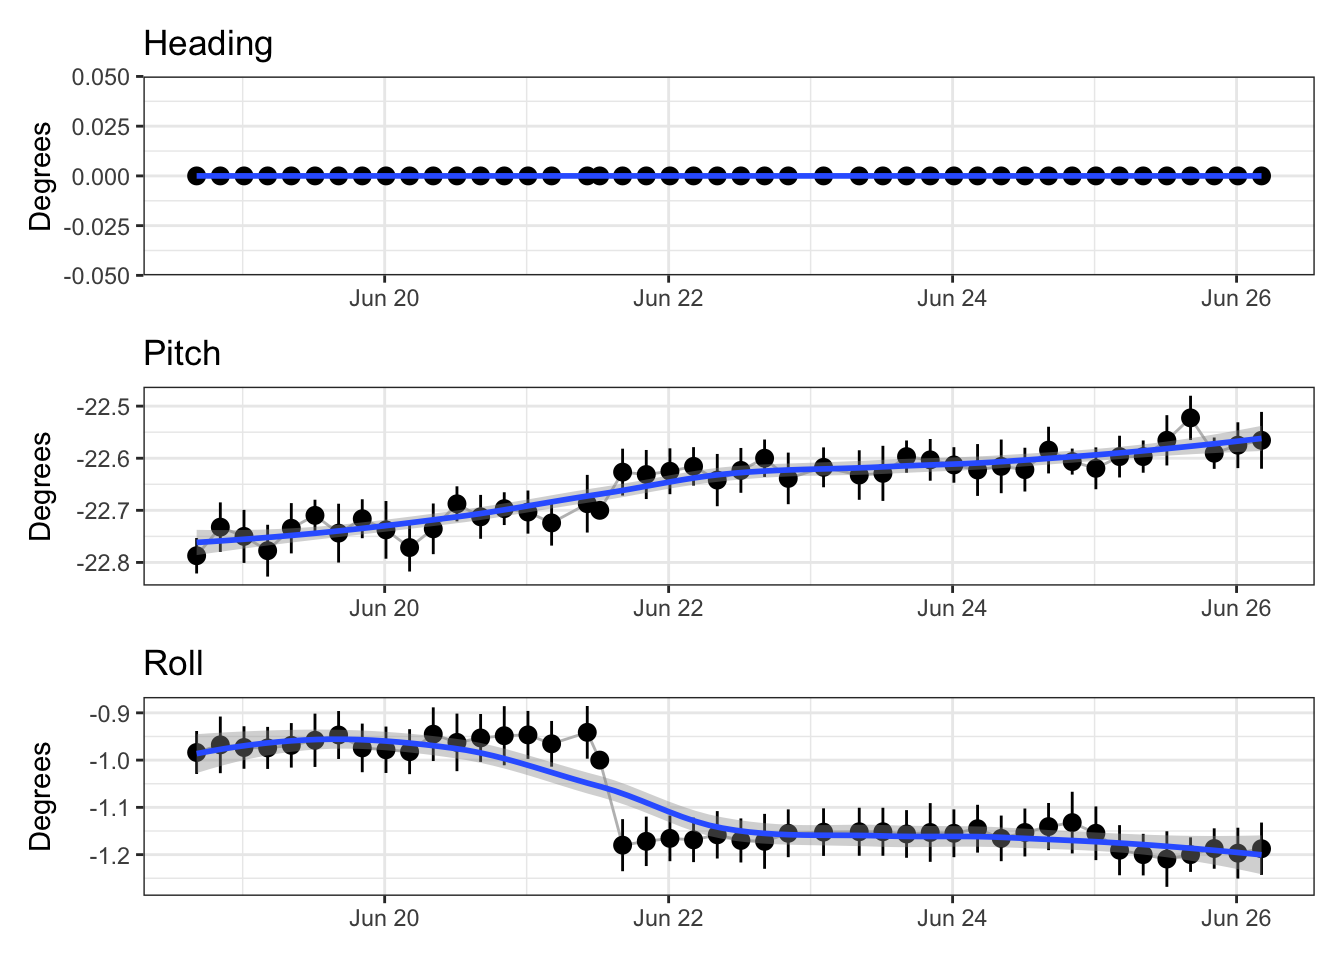 Heading
Degrees
0.050
0.025
0.000
-0.025
-0.050
Jun 20 Jun 22 Jun 24 Jun 26
Pitch
Degrees
-22.5
-22.6
-22.7
-22.8
Jun 20 Jun 22 Jun 24 Jun 26
Roll
Degrees
-0.9
-1.0
-1.1
-1.2
Jun 20 Jun 22 Jun 24 Jun 26